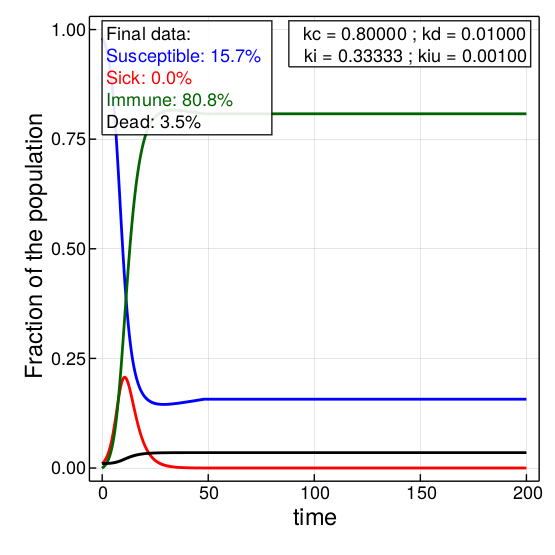 Final data:
Susceptible: 15.7%
Sick: 0.0%
Immune: 80.8%
Dead: 3.5%
kc = 0.80000 ; kd = 0.01000
ki = 0.33333 ; kiu = 0.00100
Fraction of the population
1.00
0.75
0.50
0.25
0.00
0
50
100
150
200
time